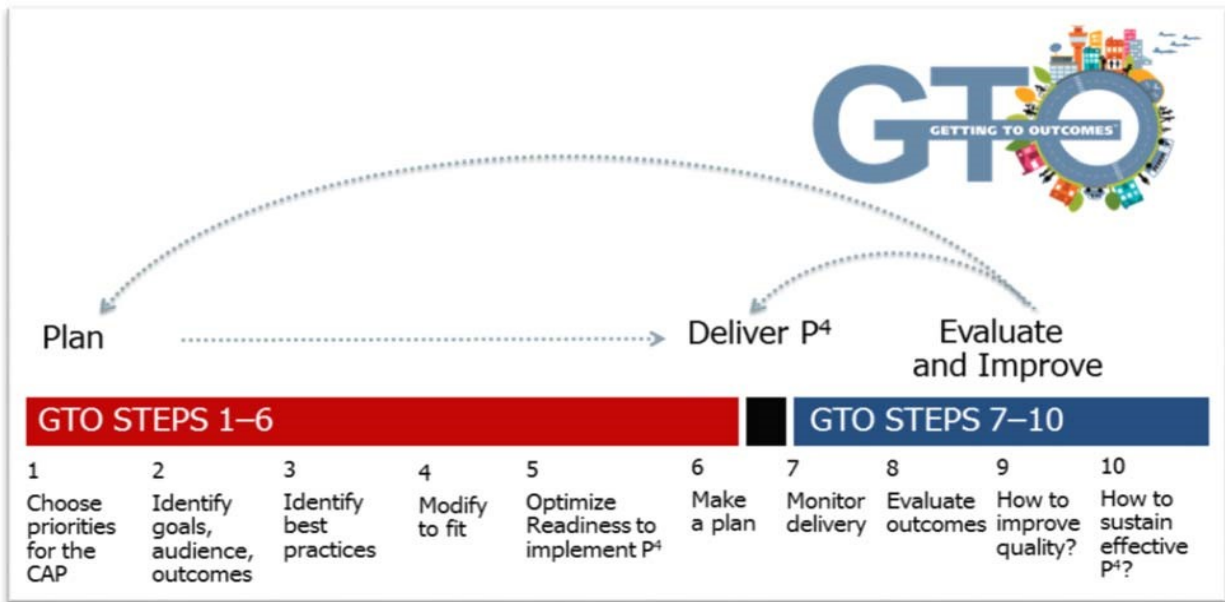 GTO
GETTING TO OUTCOMES™
Plan
Deliver P⁴
Evaluate
and Improve
GTO STEPS 1–6
GTO STEPS 7–10
1
Choose
priorities
for the
CAP
2
Identify
goals,
audience,
outcomes
3
Identify
best
practices
4
Modify
to fit
5
Optimize
Readiness to
implement P⁴
6
Make
a plan
7
Monitor
delivery
8
Evaluate
outcomes
9
How to
improve
quality?
10
How to
sustain
effective
P⁴?